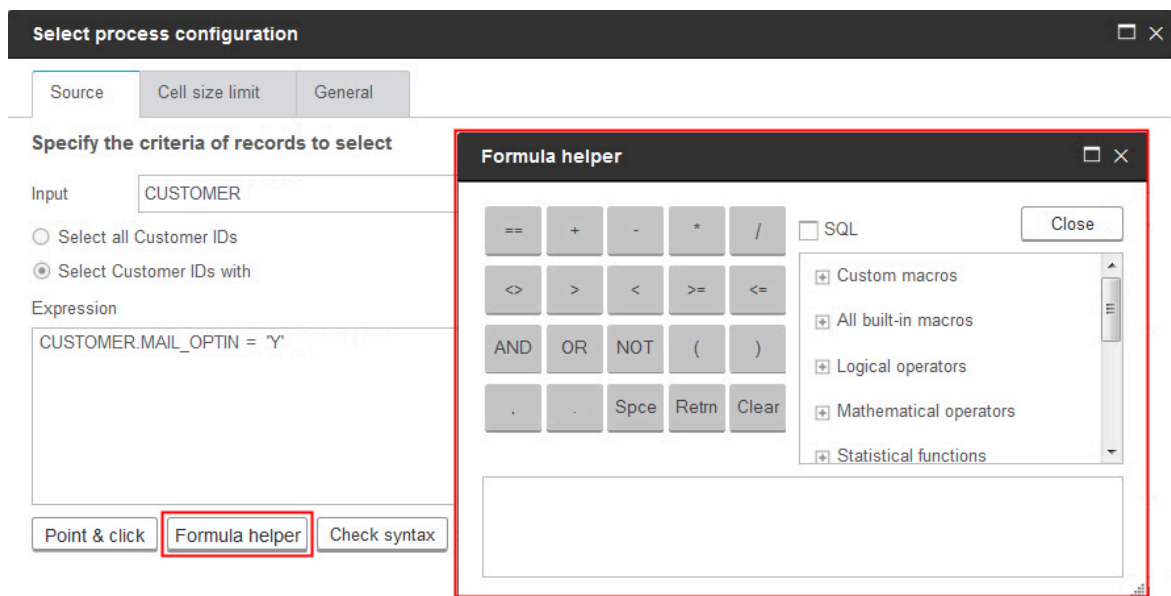 Select process configuration
Source
Cell size limit
General
Specify the criteria of records to select
Input
CUSTOMER
Select all Customer IDs
Select Customer IDs with
Expression
CUSTOMER.MAIL_OPTIN = 'Y'
Point & click
Formula helper
Check syntax
Formula helper
== + - * /
<> > < >= <=
AND OR NOT ( )
, . Spce Retrn Clear
SQL
Close
Custom macros
All built-in macros
Logical operators
Mathematical operators
Statistical functions